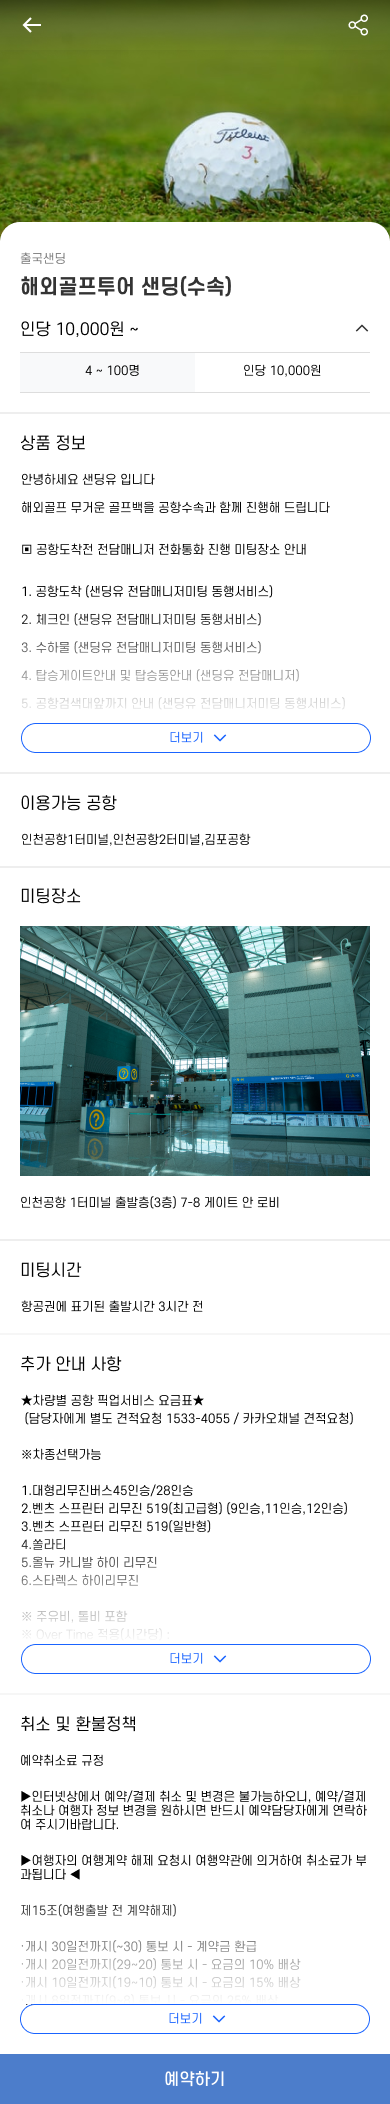 Titleist
3
출국샌딩
해외골프투어 샌딩(수속)
인당 10,000원 ~
4 ~ 100명 인당 10,000원
상품 정보
안녕하세요 샌딩유 입니다
해외골프 무거운 골프백을 공항수속과 함께 진행해 드립니다
▣ 공항도착전 전담매니저 전화통화 진행 미팅장소 안내
1. 공항도착 (샌딩유 전담매니저미팅 동행서비스)
2. 체크인 (샌딩유 전담매니저미팅 동행서비스)
3. 수하물 (샌딩유 전담매니저미팅 동행서비스)
4. 탑승게이트안내 및 탑승동안내 (샌딩유 전담매니저)
5. 공항검색대앞까지 안내 (샌딩유 전담매니저미팅 동행서비스)
더보기
이용가능 공항
인천공항1터미널,인천공항2터미널,김포공항
미팅장소
인천공항 1터미널 출발층(3층) 7-8 게이트 안 로비
미팅시간
항공권에 표기된 출발시간 3시간 전
추가 안내 사항
★차량별 공항 픽업서비스 요금표★
(담당자에게 별도 견적요청 1533-4055 / 카카오채널 견적요청)
※차종선택가능
1.대형리무진버스45인승/28인승
2.벤츠 스프린터 리무진 519(최고급형) (9인승,11인승,12인승)
3.벤츠 스프린터 리무진 519(일반형)
4.쏠라티
5.올뉴 카니발 하이 리무진
6.스타렉스 하이리무진
※ 주유비, 톨비 포함
※ Over Time 적용(시간당) :
더보기
취소 및 환불정책
예약취소료 규정
▶인터넷상에서 예약/결제 취소 및 변경은 불가능하오니, 예약/결제
취소나 여행자 정보 변경을 원하시면 반드시 예약담당자에게 연락하
여 주시기바랍니다.
▶여행자의 여행계약 해제 요청시 여행약관에 의거하여 취소료가 부
과됩니다 ◀
제15조(여행출발 전 계약해제)
·개시 30일전까지(~30) 통보 시 - 계약금 환급
·개시 20일전까지(29~20) 통보 시 - 요금의 10% 배상
·개시 10일전까지(19~10) 통보 시 - 요금의 15% 배상
더보기
예약하기